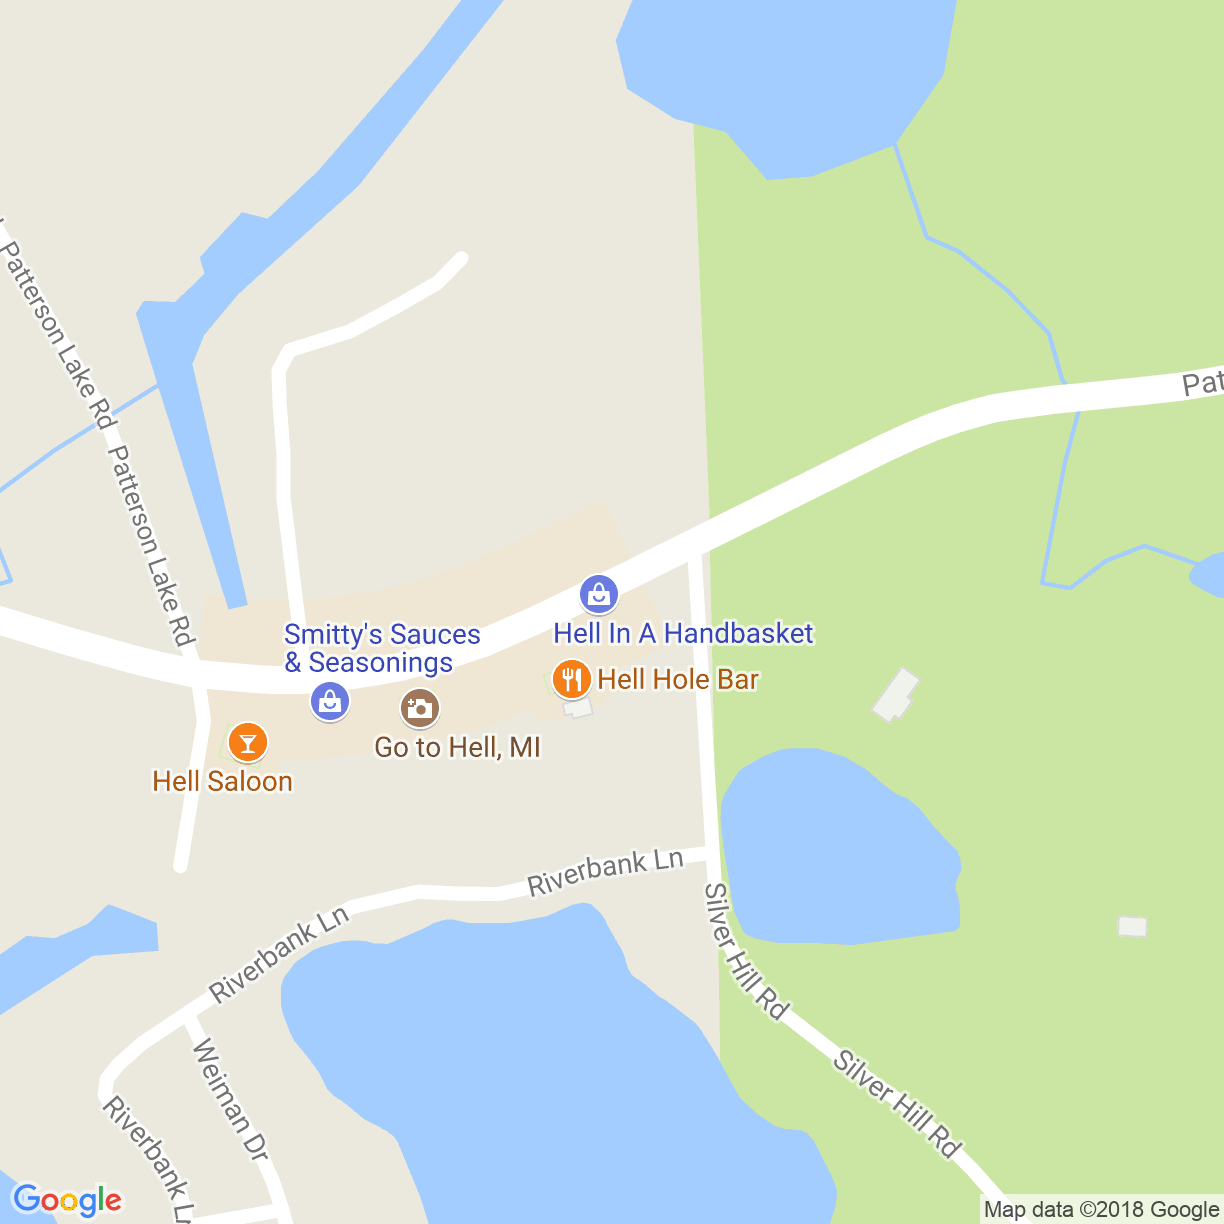 Patterson Lake Rd
Patterson Lake Rd
Pat
Smitty's Sauces
& Seasonings
Hell In A Handbasket
Hell Hole Bar
Go to Hell, MI
Hell Saloon
Riverbank Ln
Silver Hill Rd
Riverbank Ln
Weiman Dr
Silver Hill Rd
Riverbank Ln
Google
Map data ©2018 Google